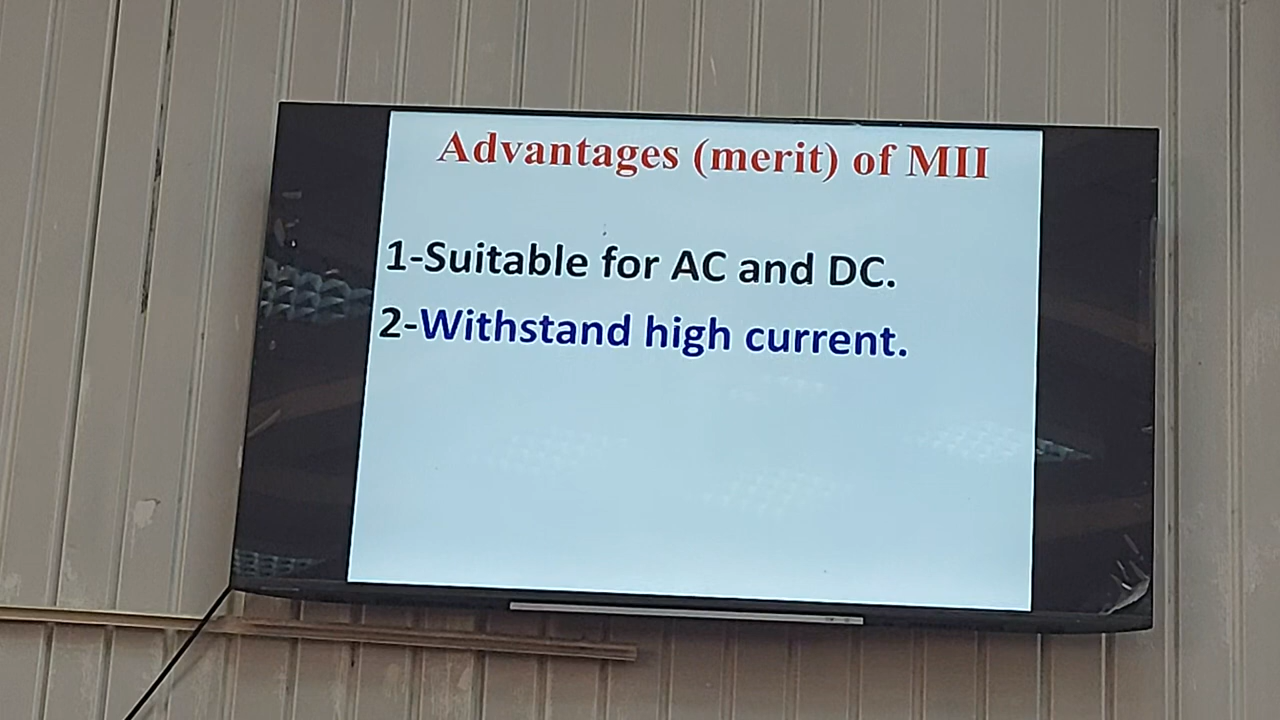 Advantages (merit) of MII
1-Suitable for AC and DC.
2-Withstand high current.